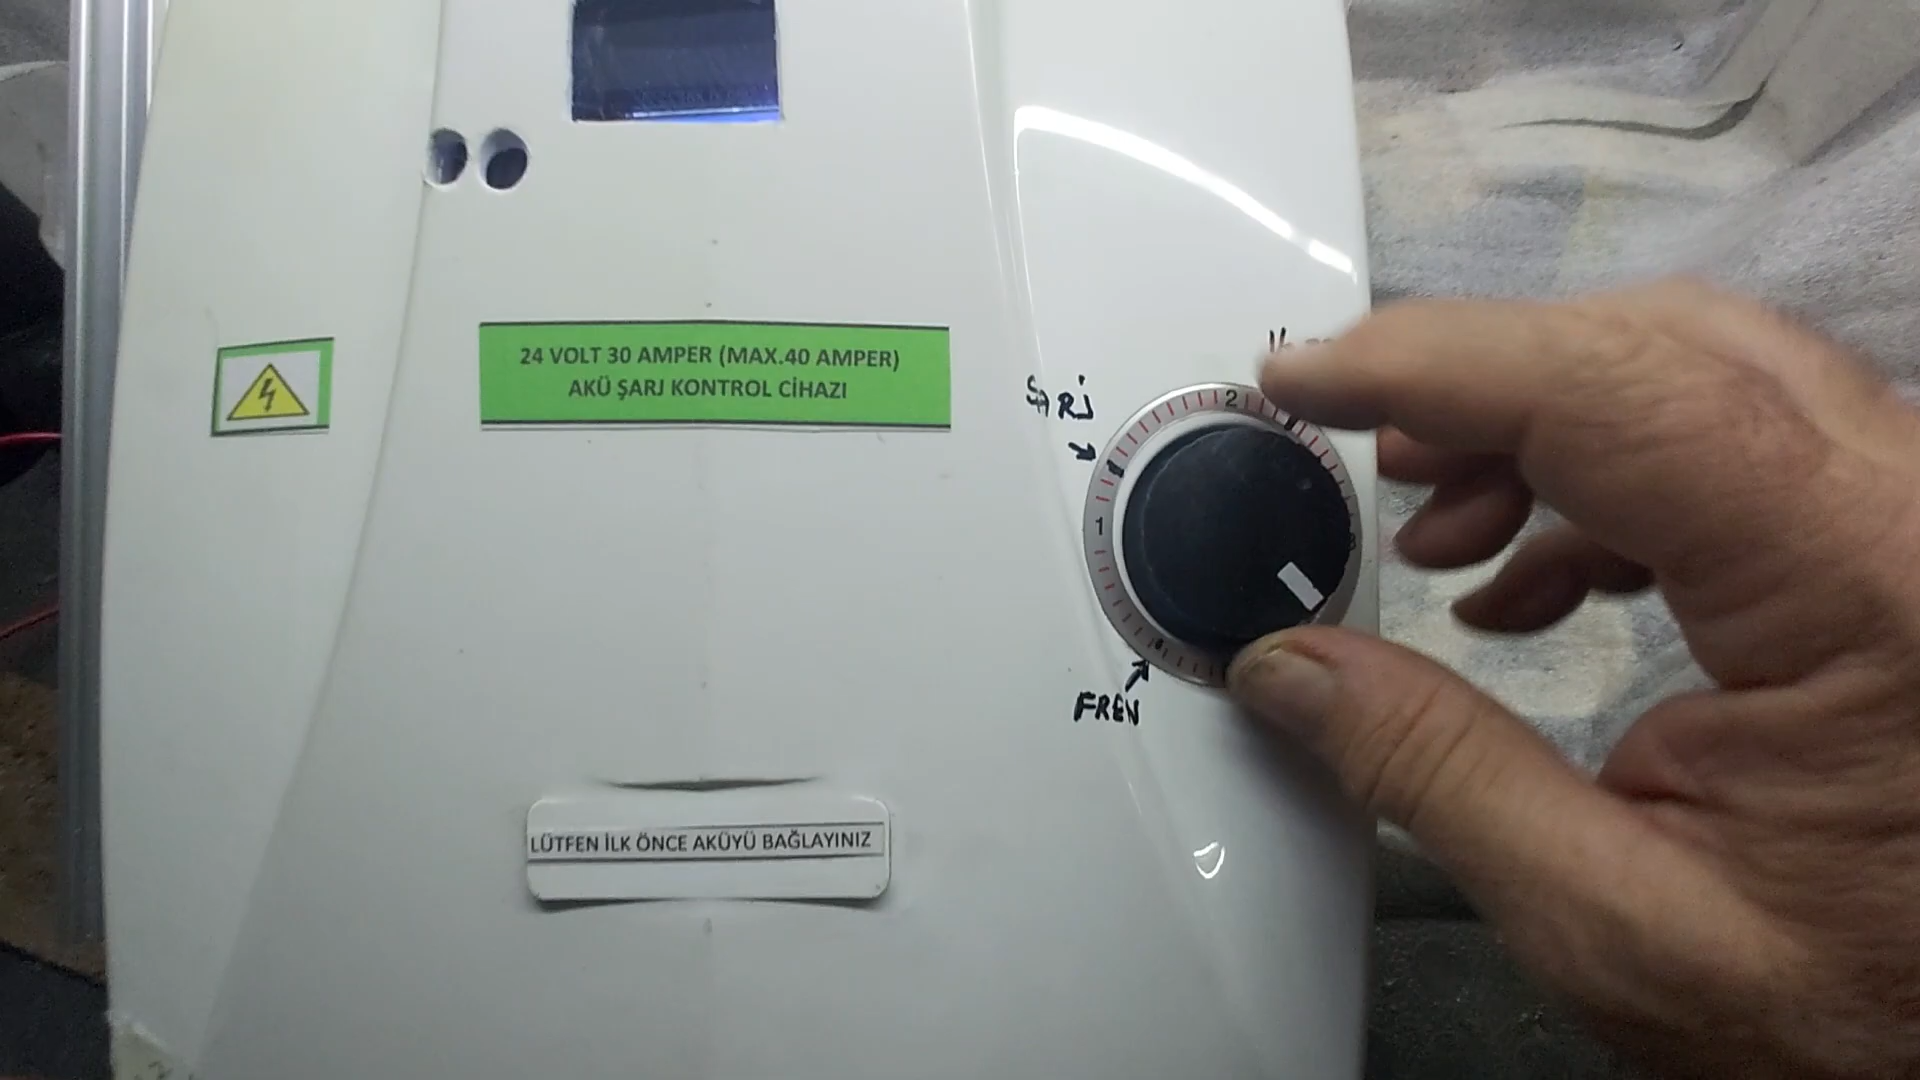 24 VOLT 30 AMPER (MAX.40 AMPER)
AKÜ ŞARJ KONTROL CİHAZI
ŞARJ
2
1
FREN
LÜTFEN İLK ÖNCE AKÜYÜ BAĞLAYINIZ